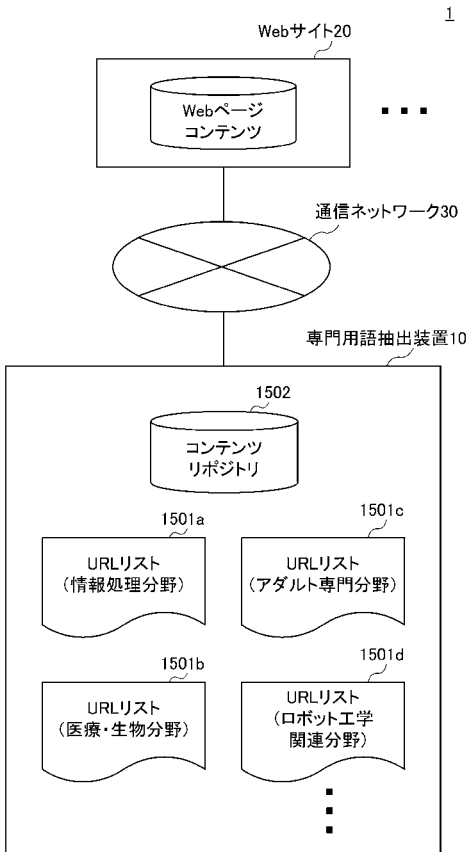 1
Webサイト20
Webページ
コンテンツ
通信ネットワーク30
専門用語抽出装置10
1502
コンテンツ
リポジトリ
1501a
URLリスト
(情報処理分野)
1501c
URLリスト
(アダルト専門分野)
1501b
URLリスト
(医療・生物分野)
1501d
URLリスト
(ロボット工学
関連分野)